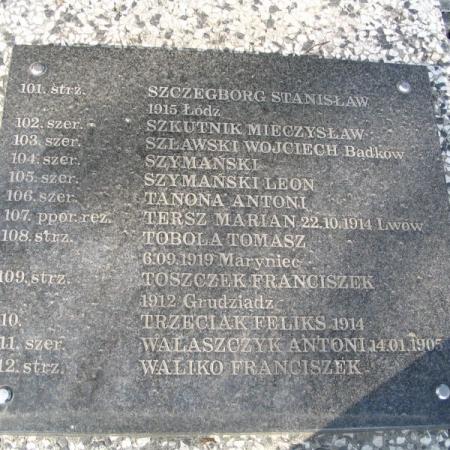 101. strz. SZCZEGBORG STANISŁAW
1915 Łódz
102. szer. SZKUTNIK MIECZYSŁAW
103. szer. SZŁAWSKI WOJCIECH Badków
104. szer. SZYMAŃSKI
105. szer. SZYMAŃSKI LEON
106. szer. TANONA ANTONI
107. ppor. rez. TERSZ MARIAN 22.10.1914 Lwów
108. strz. TOBOLA TOMASZ
6.09.1919 Maryniec
109. strz. TOSZCZEK FRANCISZEK
1912 Grudziadz
10. TRZECIAK FELIKS 1914
11. szer. WALASZCZYK ANTONI 14.01.1905
12. strz. WALIKO FRANCISZEK